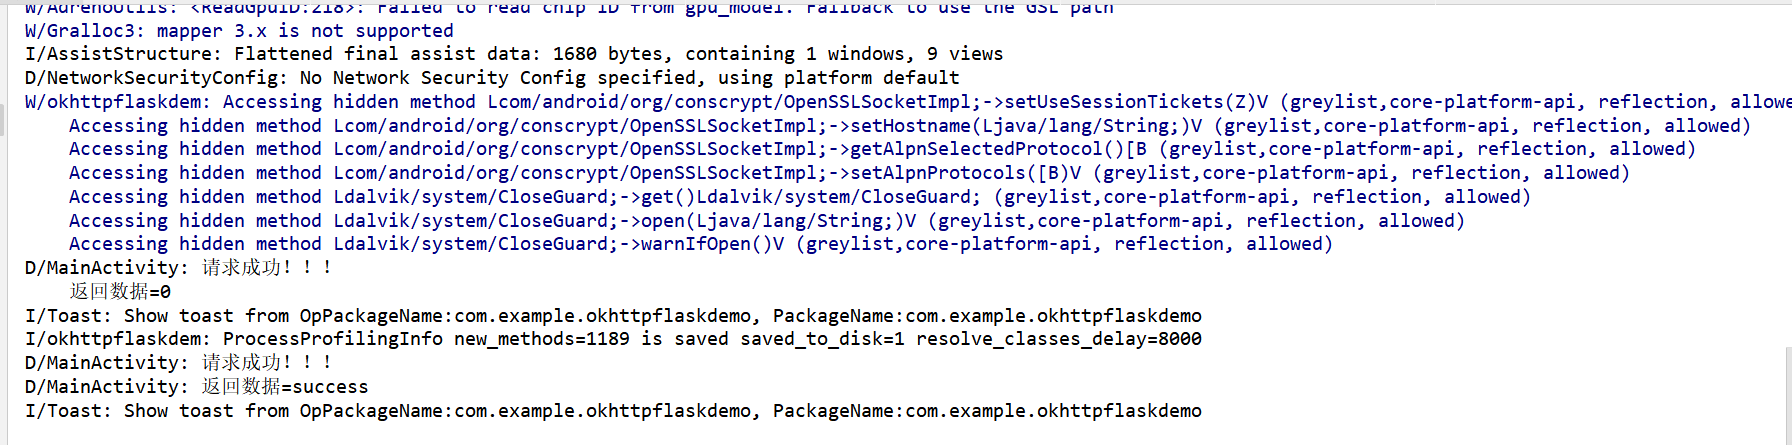 W/AdrenoUtils: <ReadGpuID:218>: Failed to read chip ID from gpu_model. Fallback to use the GSL path
W/Gralloc3: mapper 3.x is not supported
I/AssistStructure: Flattened final assist data: 1680 bytes, containing 1 windows, 9 views
D/NetworkSecurityConfig: No Network Security Config specified, using platform default
W/okhttpflaskdem: Accessing hidden method Lcom/android/org/conscrypt/OpenSSLSocketImpl;->setUseSessionTickets(Z)V (greylist,core-platform-api, reflection, allowe
Accessing hidden method Lcom/android/org/conscrypt/OpenSSLSocketImpl;->setHostname(Ljava/lang/String;)V (greylist,core-platform-api, reflection, allowed)
Accessing hidden method Lcom/android/org/conscrypt/OpenSSLSocketImpl;->getAlpnSelectedProtocol()[B (greylist,core-platform-api, reflection, allowed)
Accessing hidden method Lcom/android/org/conscrypt/OpenSSLSocketImpl;->setAlpnProtocols([B)V (greylist,core-platform-api, reflection, allowed)
Accessing hidden method Ldalvik/system/CloseGuard;->get()Ldalvik/system/CloseGuard; (greylist,core-platform-api, reflection, allowed)
Accessing hidden method Ldalvik/system/CloseGuard;->open(Ljava/lang/String;)V (greylist,core-platform-api, reflection, allowed)
Accessing hidden method Ldalvik/system/CloseGuard;->warnIfOpen()V (greylist,core-platform-api, reflection, allowed)
D/MainActivity: 请求成功！！！
返回数据=0
I/Toast: Show toast from OpPackageName:com.example.okhttpflaskdemo, PackageName:com.example.okhttpflaskdemo
I/okhttpflaskdem: ProcessProfilingInfo new_methods=1189 is saved saved_to_disk=1 resolve_classes_delay=8000
D/MainActivity: 请求成功！！！
D/MainActivity: 返回数据=success
I/Toast: Show toast from OpPackageName:com.example.okhttpflaskdemo, PackageName:com.example.okhttpflaskdemo